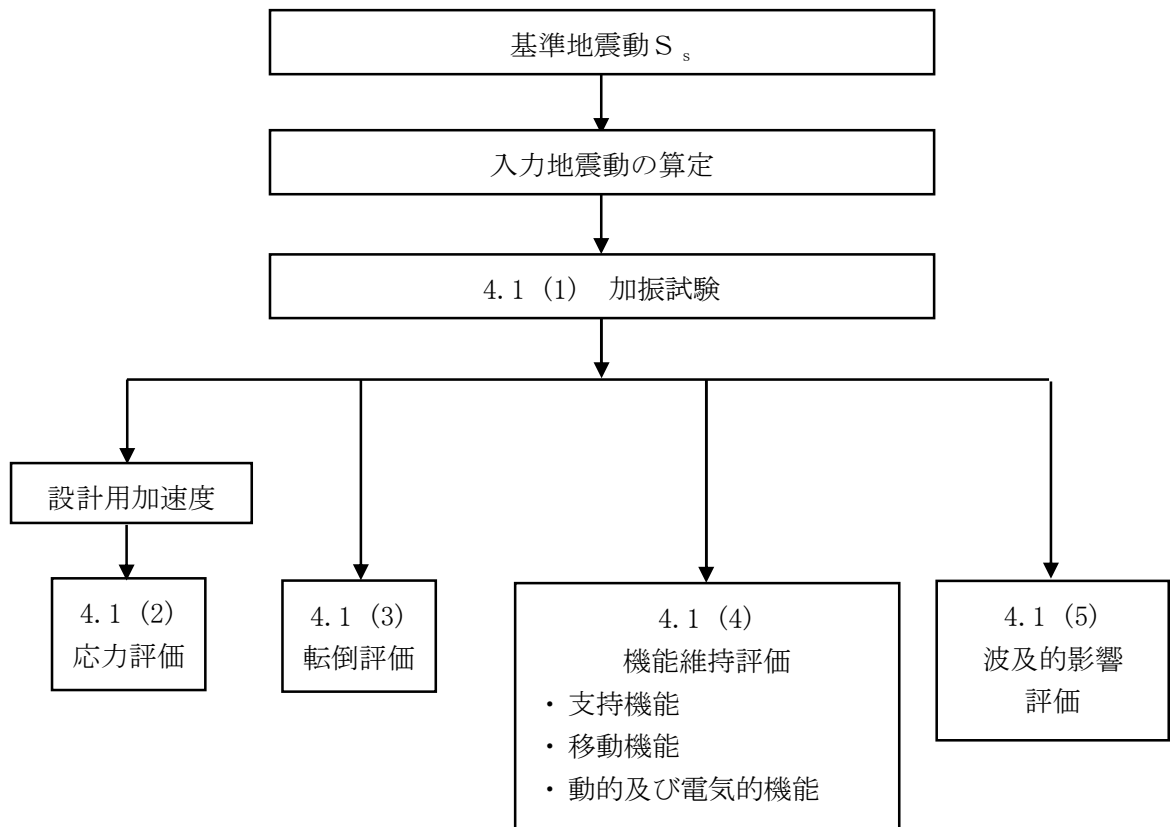 基準地震動Ｓｓ
入力地震動の算定
4.1 (1) 加振試験
設計用加速度
4.1 (2)
応力評価
4.1 (3)
転倒評価
4.1 (4)
機能維持評価
・支持機能
・移動機能
・動的及び電気的機能
4.1 (5)
波及的影響
評価